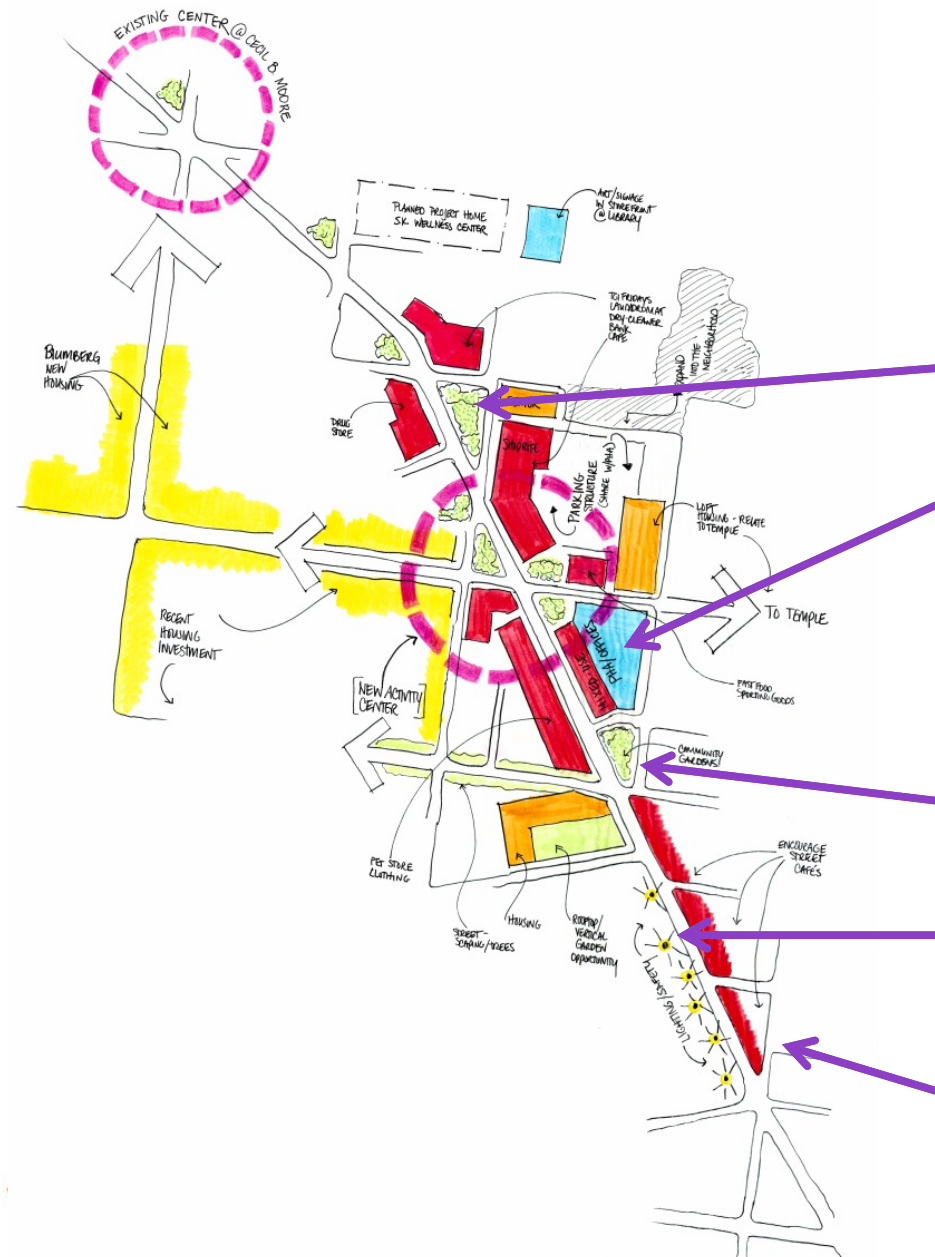 EXISTING CENTER @ CECIL B. MOORE
PLANNED PROJECT HOME
S.K. WELLNESS CENTER
ART/SIGNAGE
W/ STOREFRONT
@ LIBRARY
TGI FRIDAYS
LAUNDROMAT
DRY-CLEANER
BANK
CAFE
EXPAND
INTO THE
NEIGHBORHOOD
BLUMBERG
NEW
HOUSING
DRUG
STORE
SHOPRITE
PARKING
STRUCTURE
(SHARE W/PHA)
LOFT
HOUSING - RELATE
TO TEMPLE
TO TEMPLE
RECENT
HOUSING
INVESTMENT
[NEW ACTIVITY
CENTER]
PHA/OFFICES
MIXED-USE
FAST FOOD
SPORTING GOODS
COMMUNITY
GARDENS
PET STORE
CLOTHING
STREET-
SCAPING/TREES
HOUSING
ROOFTOP/
VERTICAL
GARDEN
OPPORTUNITY
ENCOURAGE
STREET
CAFÉS
LIGHTING/SAFETY